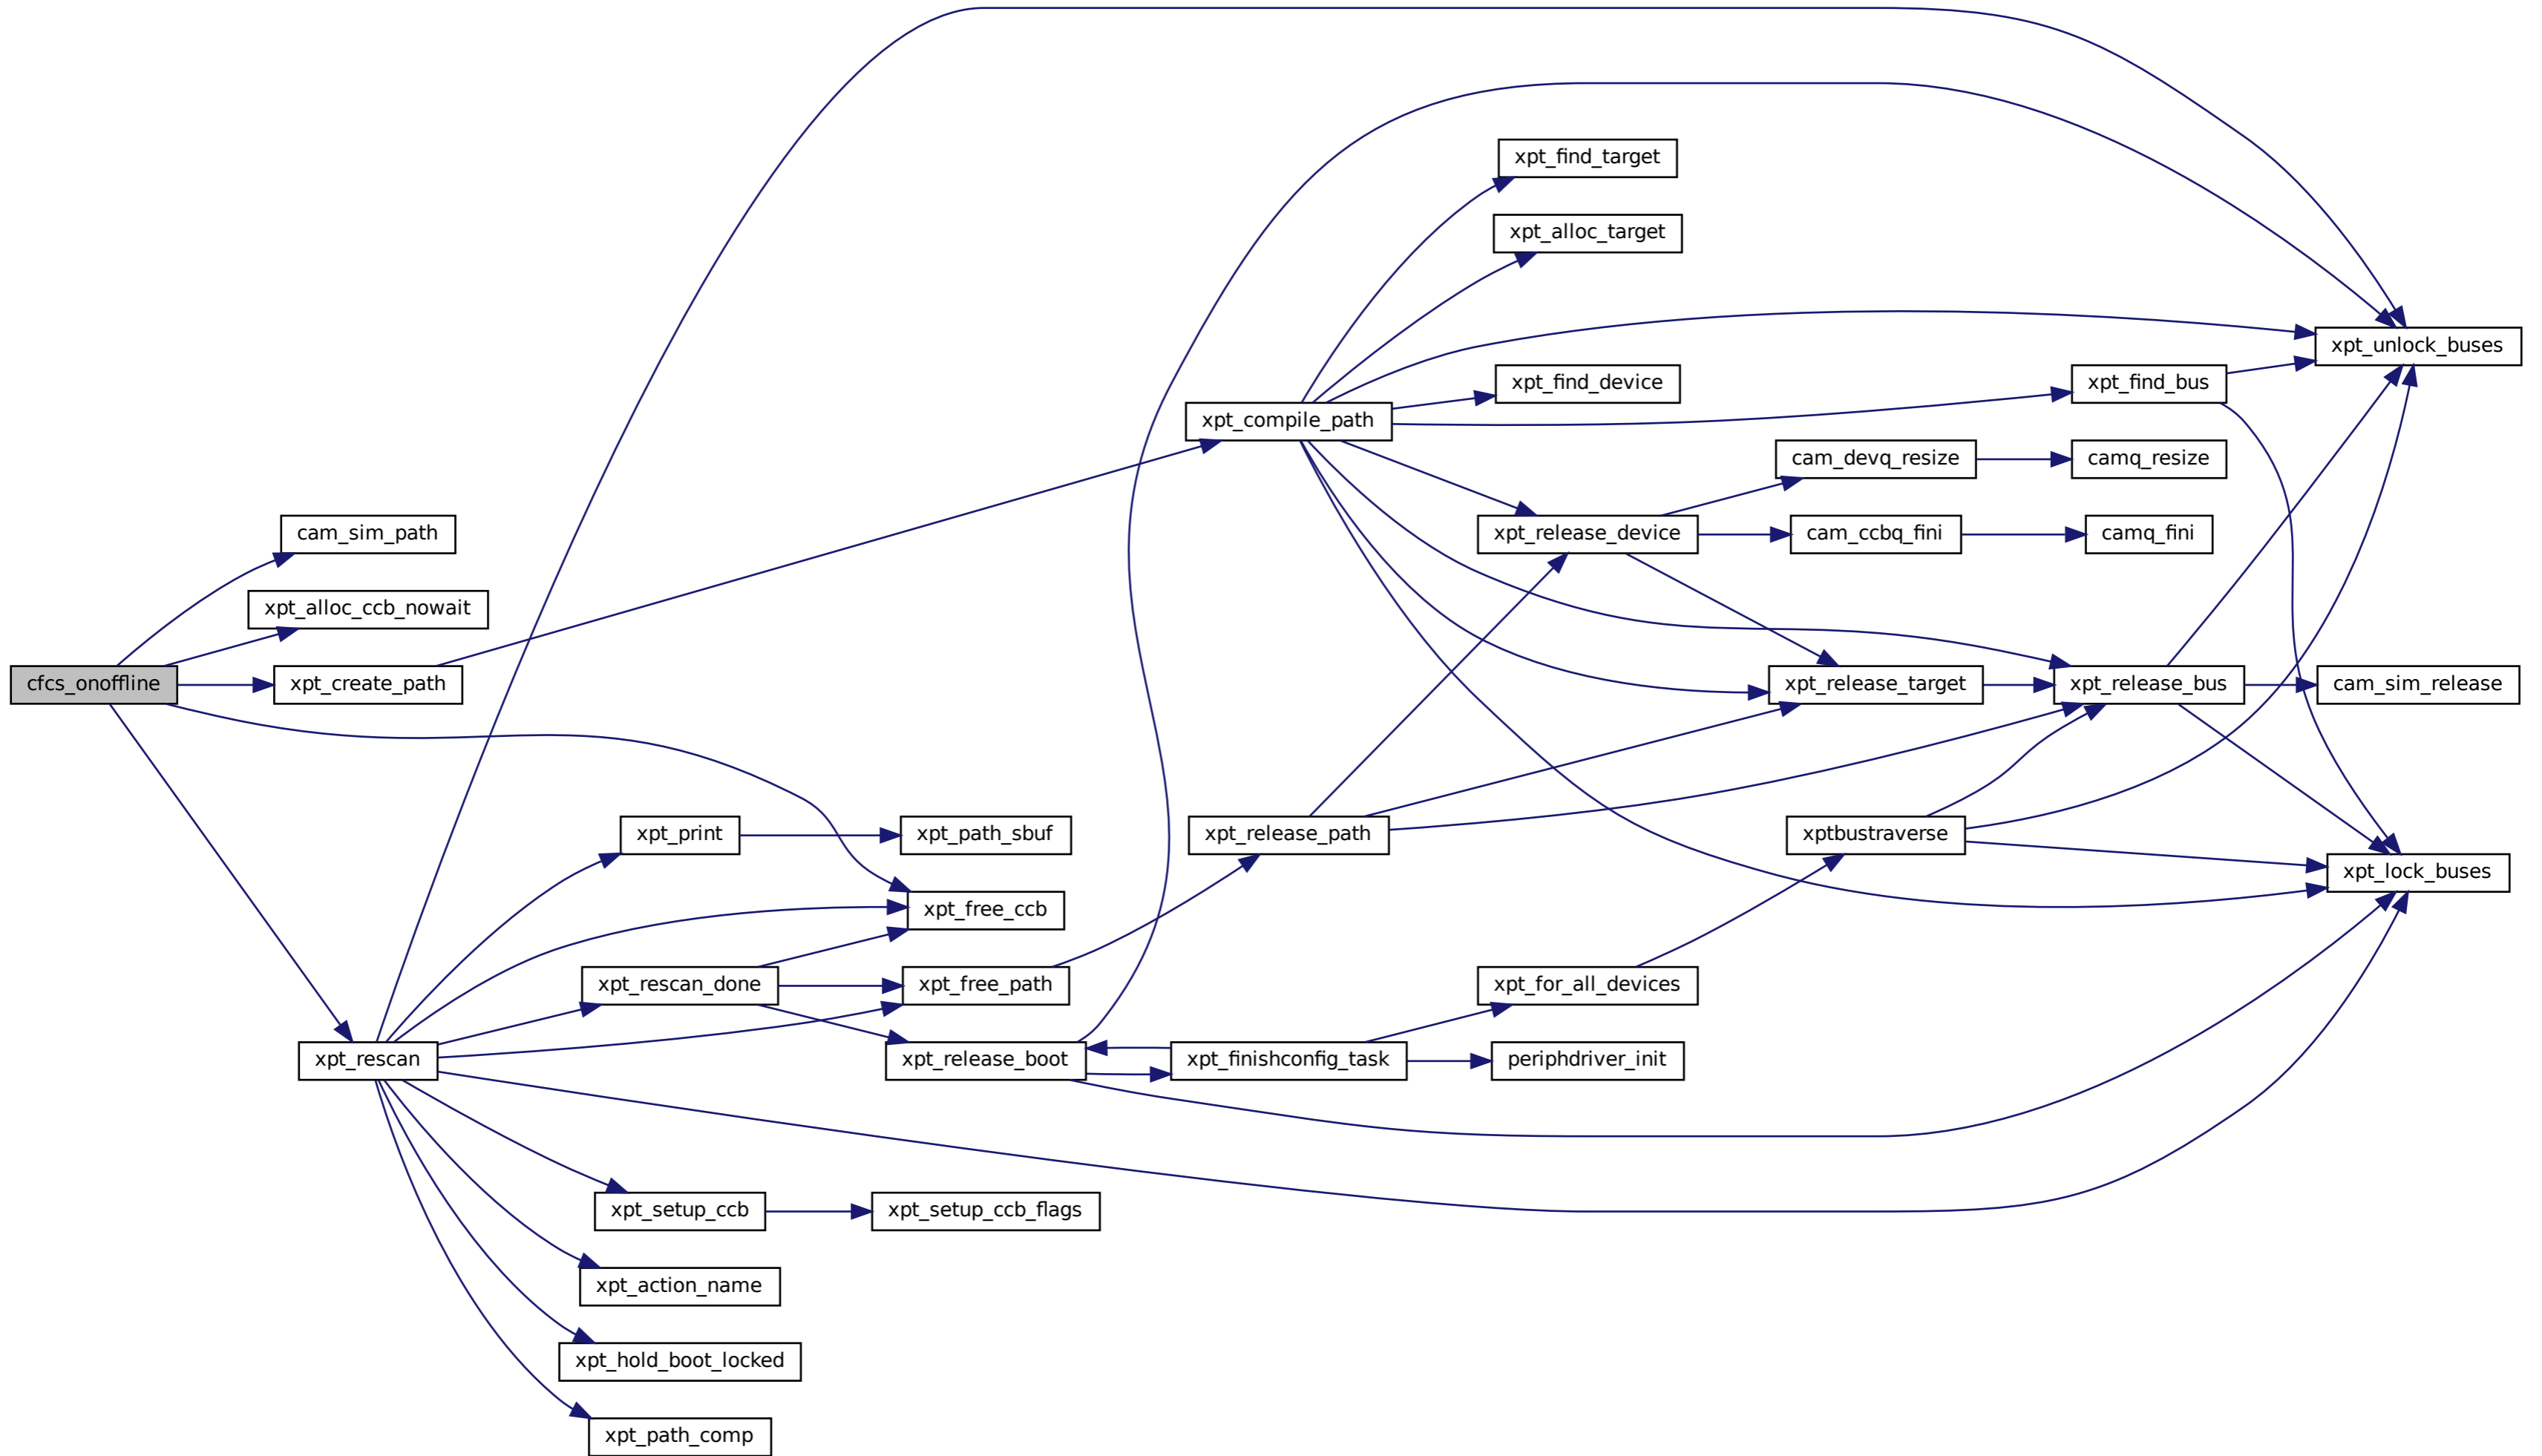 cfcs_onoffline
cam_sim_path
xpt_alloc_ccb_nowait
xpt_create_path
xpt_rescan
xpt_print
xpt_rescan_done
xpt_setup_ccb
xpt_action_name
xpt_hold_boot_locked
xpt_path_comp
xpt_path_sbuf
xpt_free_ccb
xpt_free_path
xpt_release_boot
xpt_setup_ccb_flags
xpt_compile_path
xpt_release_path
xpt_finishconfig_task
xpt_find_target
xpt_alloc_target
xpt_find_device
xpt_release_device
xpt_for_all_devices
periphdriver_init
cam_devq_resize
cam_ccbq_fini
xpt_release_target
xptbustraverse
xpt_find_bus
camq_resize
camq_fini
xpt_release_bus
xpt_unlock_buses
cam_sim_release
xpt_lock_buses